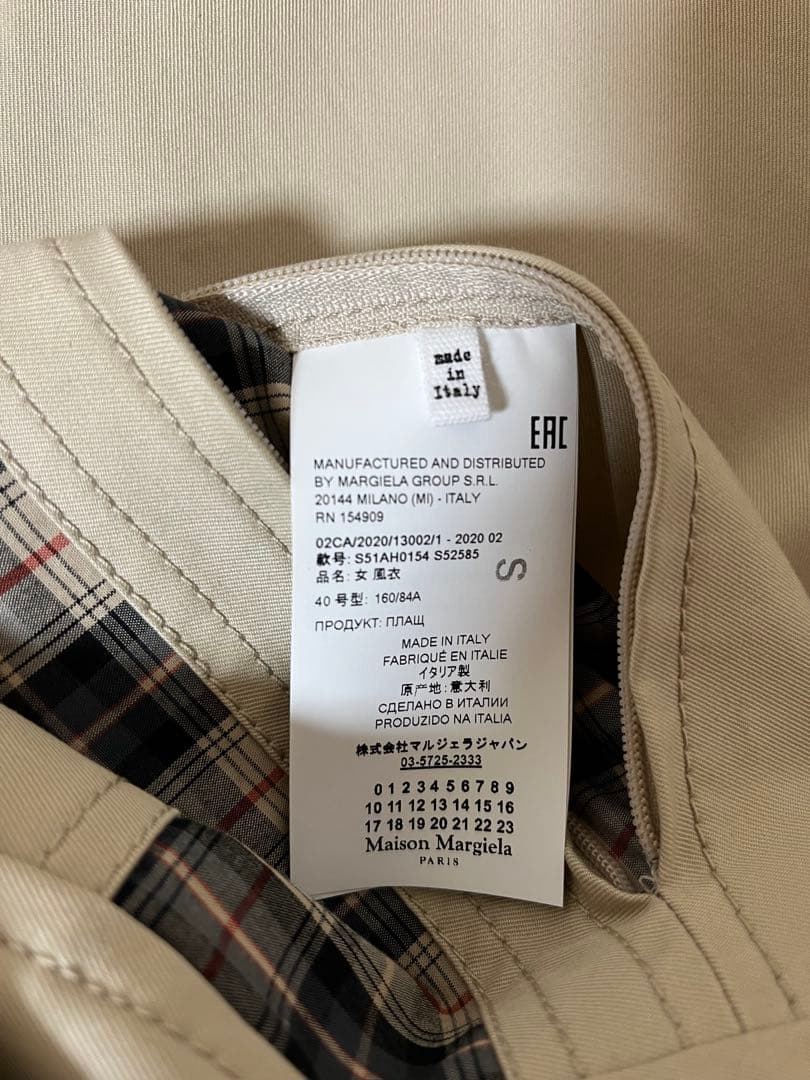 made
in
Italy
EAC
MANUFACTURED AND DISTRIBUTED
BY MARGIELA GROUP S.R.L.
20144 MILANO (MI) - ITALY
RN 154909
02CA/2020/13002/1 - 2020 02
款号: S51AH0154 S52585
品名: 女 風衣
S
40 号型: 160/84A
ПРОДУКТ: ПЛАЩ
MADE IN ITALY
FABRIQUÉ EN ITALIE
イタリア製
原产地: 意大利
СДЕЛАНО В ИТАЛИИ
PRODUZIDO NA ITALIA
株式会社マルジェラジャパン
03-5725-2333
0 1 2 3 4 5 6 7 8 9
10 11 12 13 14 15 16
17 18 19 20 21 22 23
Maison Margiela
PARIS